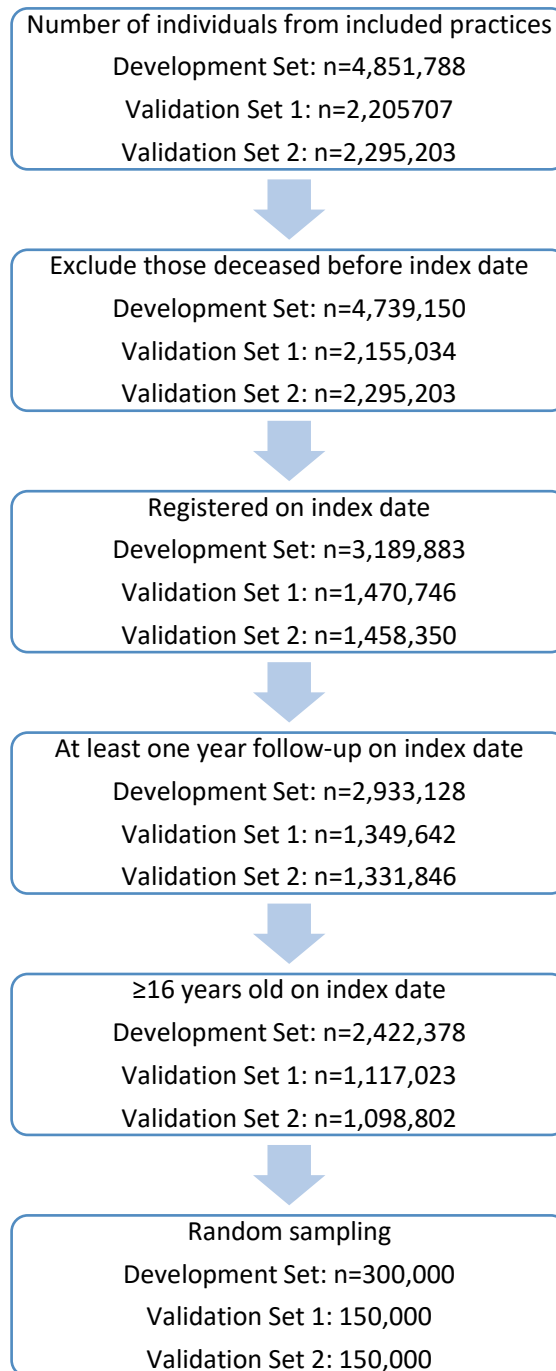 Number of individuals from included practices
Development Set: n=4,851,788
Validation Set 1: n=2,205707
Validation Set 2: n=2,295,203
Exclude those deceased before index date
Development Set: n=4,739,150
Validation Set 1: n=2,155,034
Validation Set 2: n=2,295,203
Registered on index date
Development Set: n=3,189,883
Validation Set 1: n=1,470,746
Validation Set 2: n=1,458,350
At least one year follow-up on index date
Development Set: n=2,933,128
Validation Set 1: n=1,349,642
Validation Set 2: n=1,331,846
≥16 years old on index date
Development Set: n=2,422,378
Validation Set 1: n=1,117,023
Validation Set 2: n=1,098,802
Random sampling
Development Set: n=300,000
Validation Set 1: 150,000
Validation Set 2: 150,000